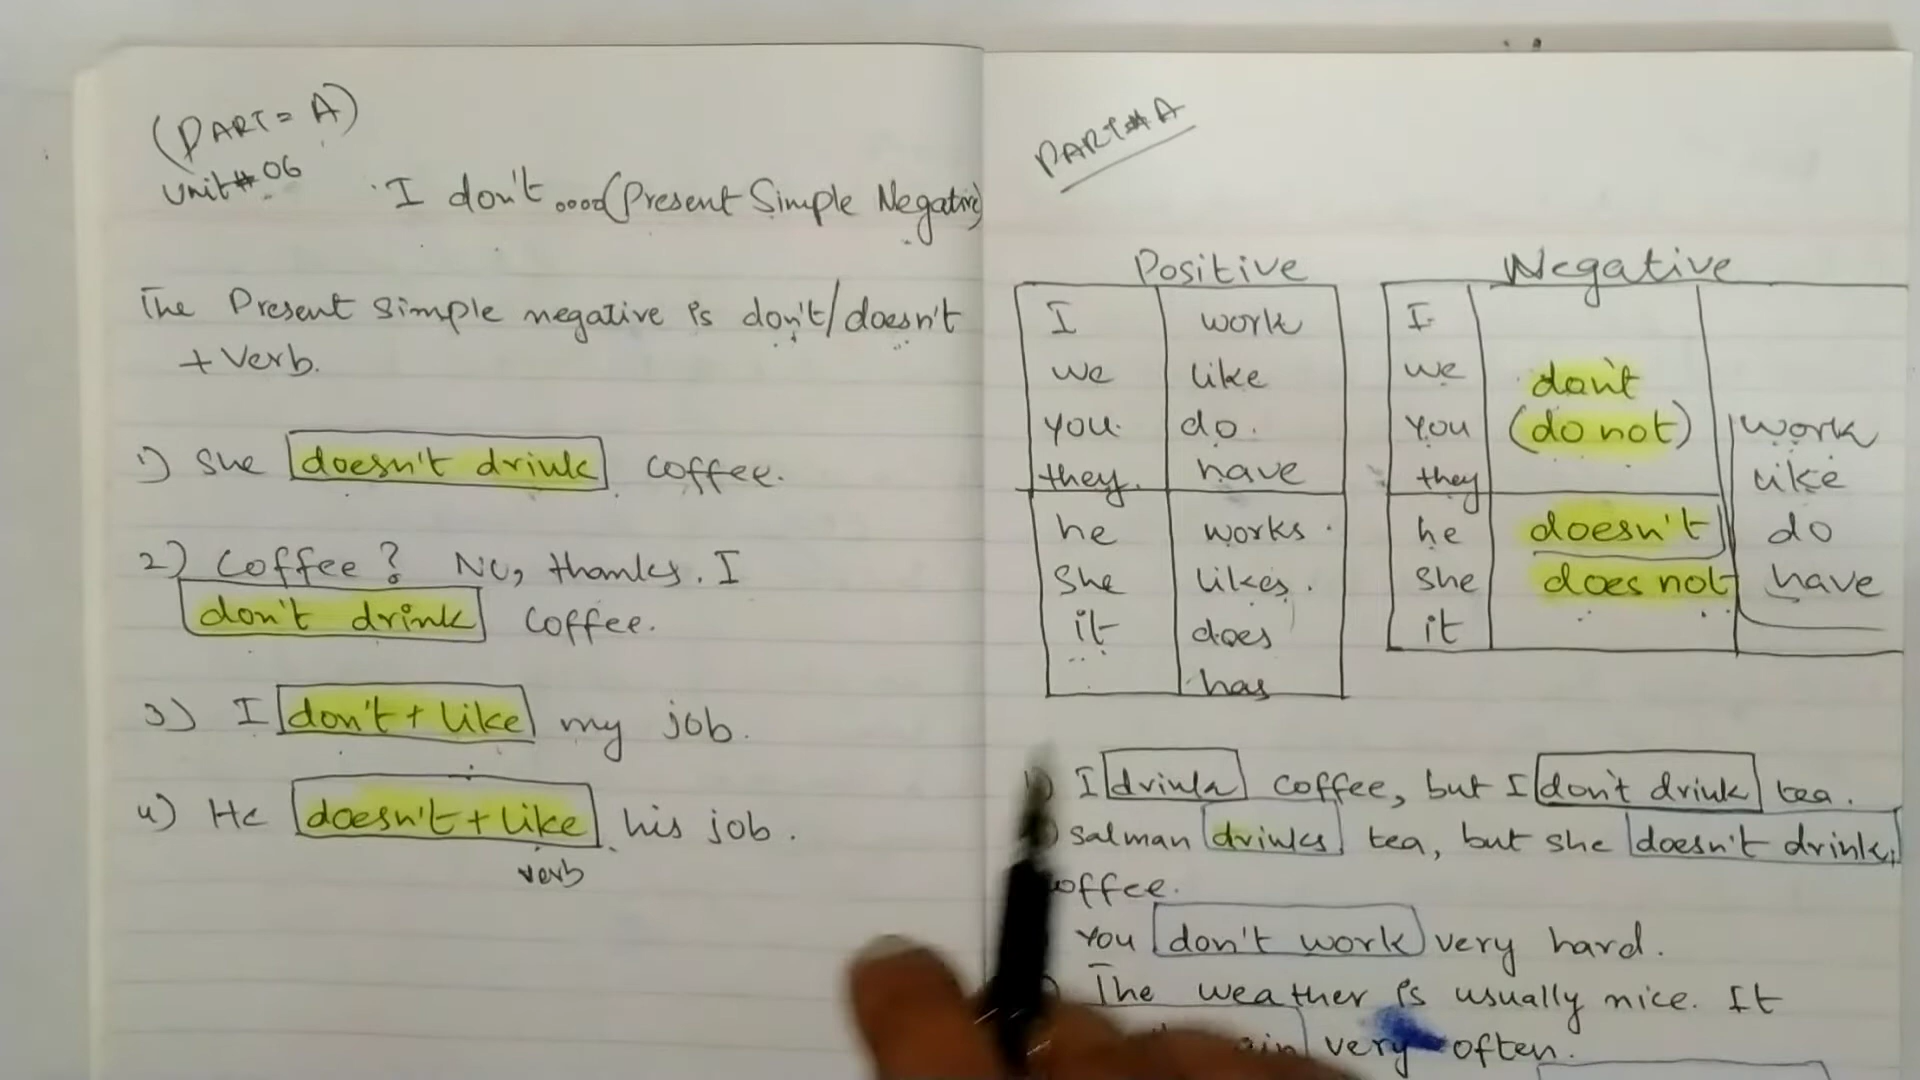 (PART = A)
Unit# 06
I don't ....(Present Simple Negative)
The Present simple negative is don't/doesn't
+ Verb.
1) She doesn't drink coffee.
2) Coffee? No, thanks. I
don't drink coffee.
3) I don't + like my job.
4) He doesn't + like his job.
verb
PART # A
Positive
I work
we like
you do
they have
he works
she likes
it does
has
Negative
I
we don't
you (do not) work
they like
he doesn't do
she does not have
it
I drink coffee, but I don't drink tea.
salman drinks tea, but she doesn't drink
offee.
You don't work very hard.
The weather is usually nice. It
very often.